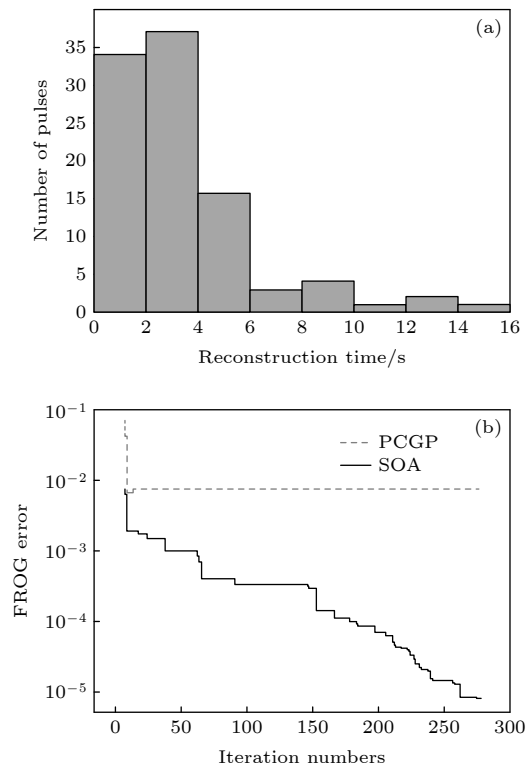 (a)
35
30
25
20
15
10
5
0
Number of pulses
0 2 4 6 8 10 12 14 16
Reconstruction time/s
(b)
PCGP
SOA
10⁻¹
10⁻²
10⁻³
10⁻⁴
10⁻⁵
FROG error
0 50 100 150 200 250 300
Iteration numbers